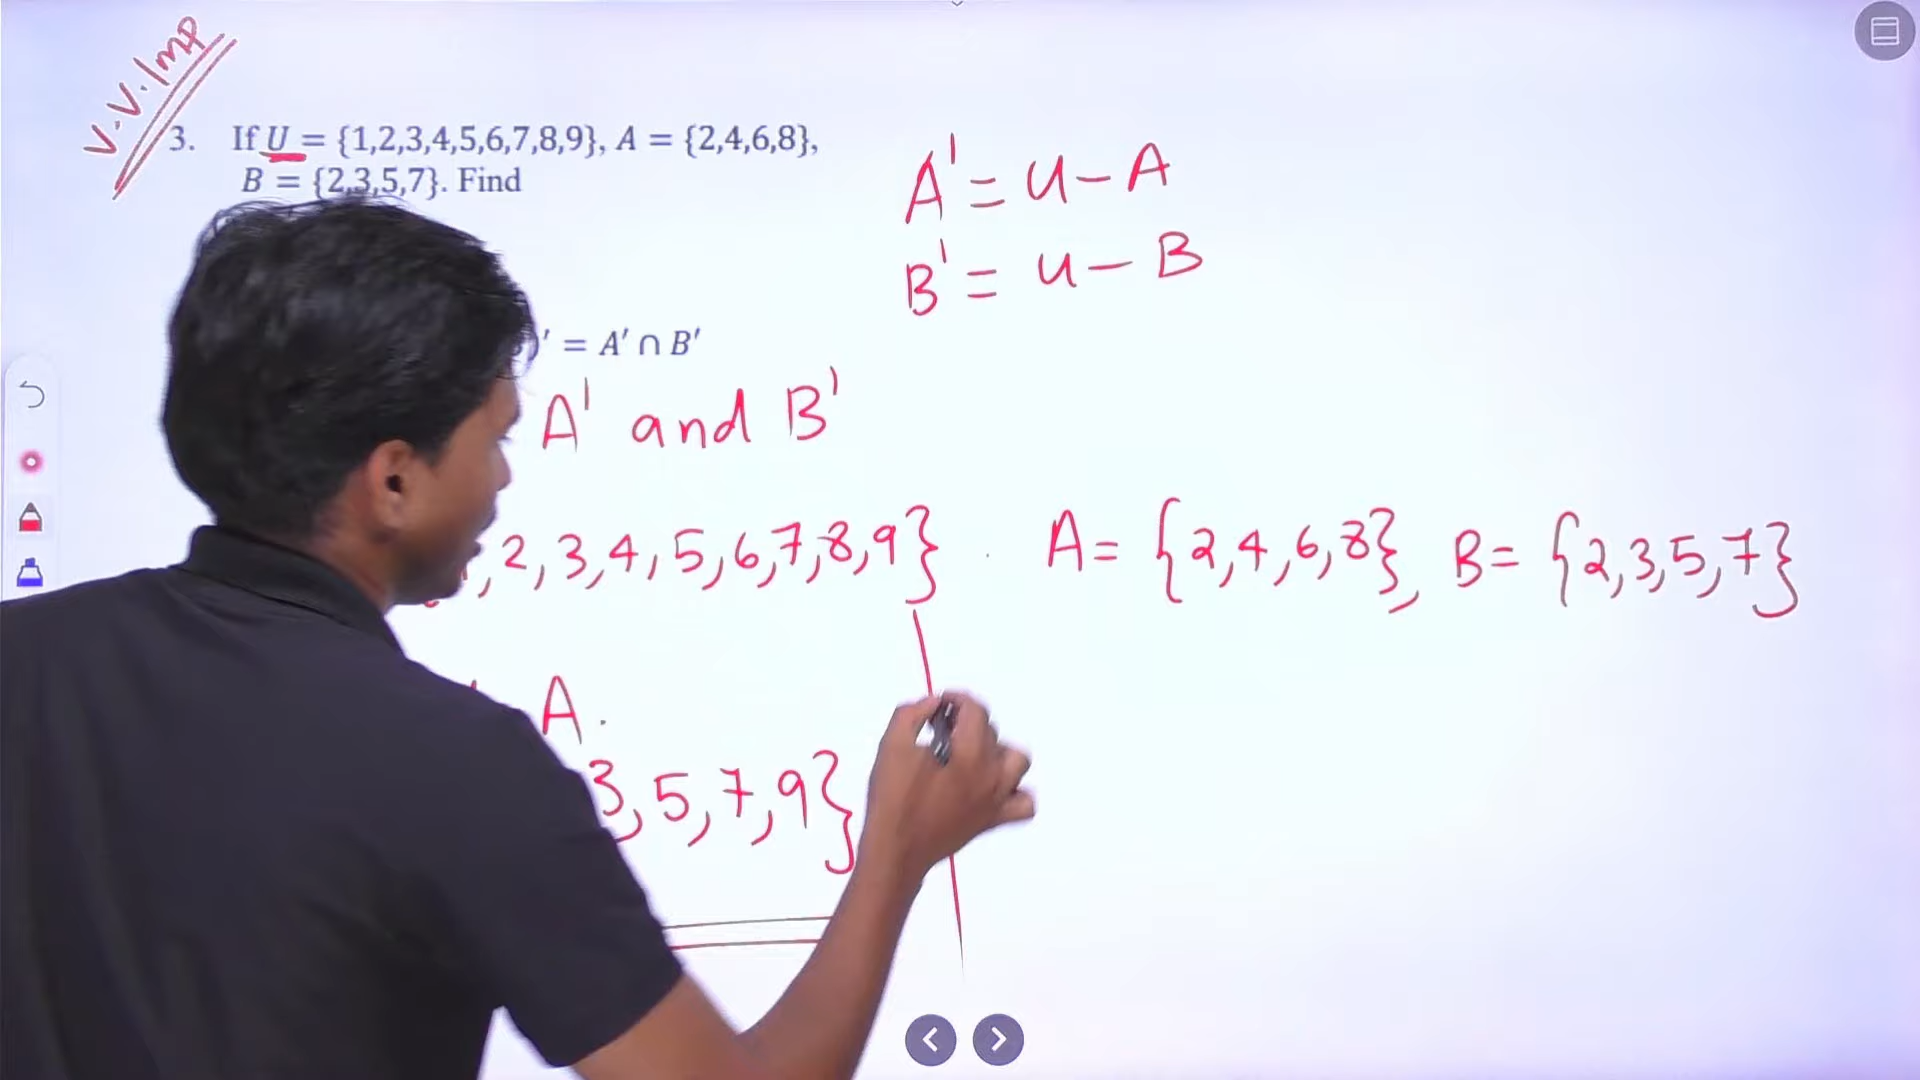 V.V.Imp
3. If U = {1,2,3,4,5,6,7,8,9}, A = {2,4,6,8},
B = {2,3,5,7}. Find
)' = A' ∩ B'
A' = U - A
B' = U - B
A' and B'
, 2, 3, 4, 5, 6, 7, 8, 9} . A = {2, 4, 6, 8}, B = {2, 3, 5, 7}
A.
3, 5, 7, 9}